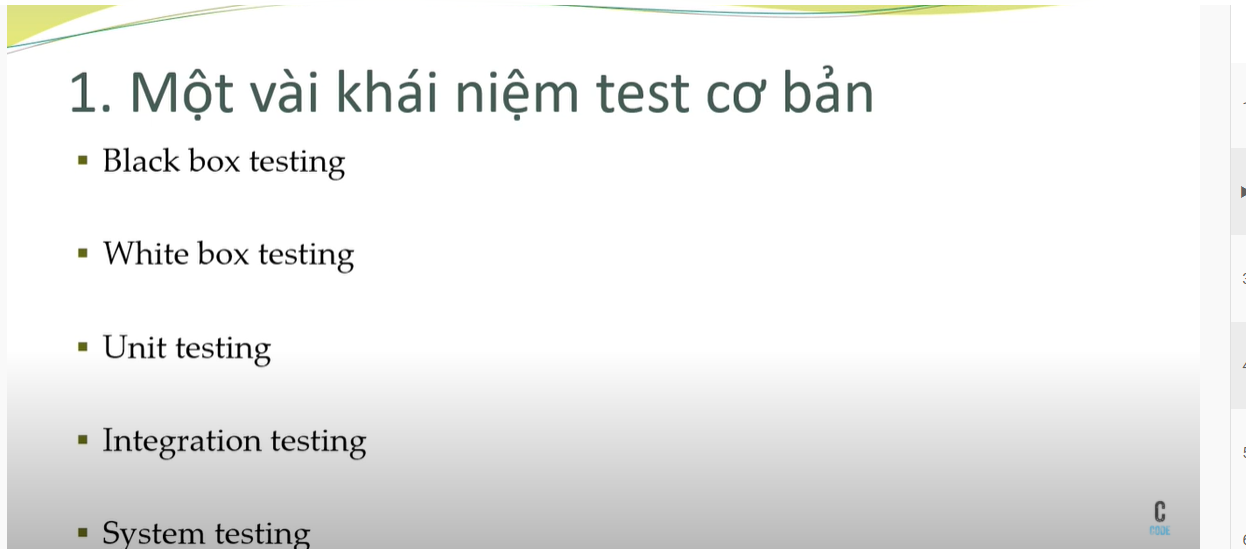 1. Một vài khái niệm test cơ bản
Black box testing
White box testing
Unit testing
Integration testing
System testing
C
CODE